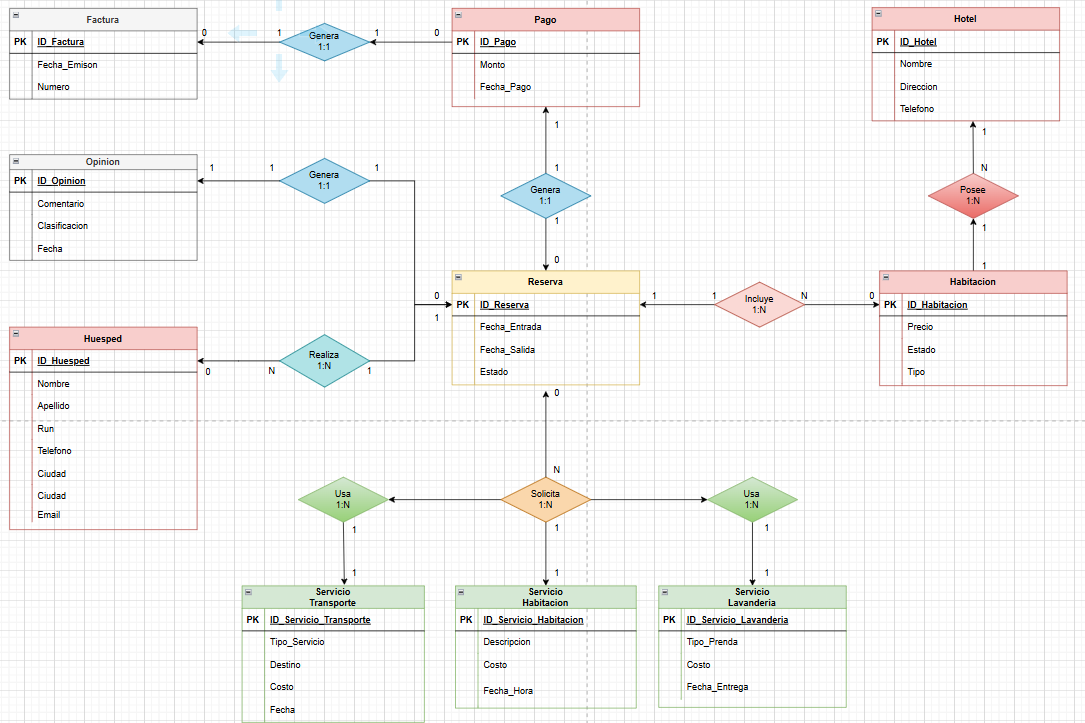 Factura
PK ID_Factura
Fecha_Emison
Numero
0
1
Genera
1:1
1
0
Pago
PK ID_Pago
Monto
Fecha_Pago
Hotel
PK ID_Hotel
Nombre
Direccion
Telefono
1
N
Posee
1:N
1
1
Opinion
PK ID_Opinion
Comentario
Clasificacion
Fecha
1
1
Genera
1:1
1
1
1
Genera
1:1
1
0
Reserva
PK ID_Reserva
Fecha_Entrada
Fecha_Salida
Estado
0
1
1
1
Incluye
1:N
N
0
Habitacion
PK ID_Habitacion
Precio
Estado
Tipo
Huesped
PK ID_Huesped
Nombre
Apellido
Run
Telefono
Ciudad
Ciudad
Email
0
N
Realiza
1:N
1
0
N
Solicita
1:N
1
1
Usa
1:N
1
1
Usa
1:N
1
1
Servicio
Transporte
PK ID_Servicio_Transporte
Tipo_Servicio
Destino
Costo
Fecha
Servicio
Habitacion
PK ID_Servicio_Habitacion
Descripcion
Costo
Fecha_Hora
Servicio
Lavanderia
PK ID_Servicio_Lavanderia
Tipo_Prenda
Costo
Fecha_Entrega